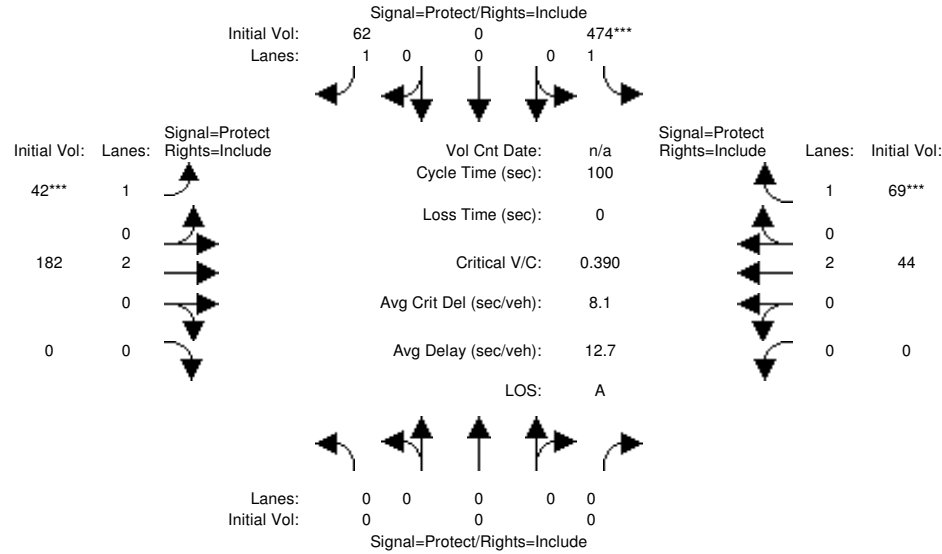 Signal=Protect/Rights=Include
Initial Vol: 62 0 474***
Lanes: 1 0 0 0 1
Signal=Protect
Initial Vol: Lanes: Rights=Include
Vol Cnt Date: n/a
Signal=Protect
Rights=Include Lanes: Initial Vol:
Cycle Time (sec): 100
42*** 1
1 69***
Loss Time (sec): 0
0
0
182 2
Critical V/C: 0.390
2 44
0
Avg Crit Del (sec/veh): 8.1
0
0 0
Avg Delay (sec/veh): 12.7
0 0
LOS: A
Lanes: 0 0 0 0 0
Initial Vol: 0 0 0
Signal=Protect/Rights=Include